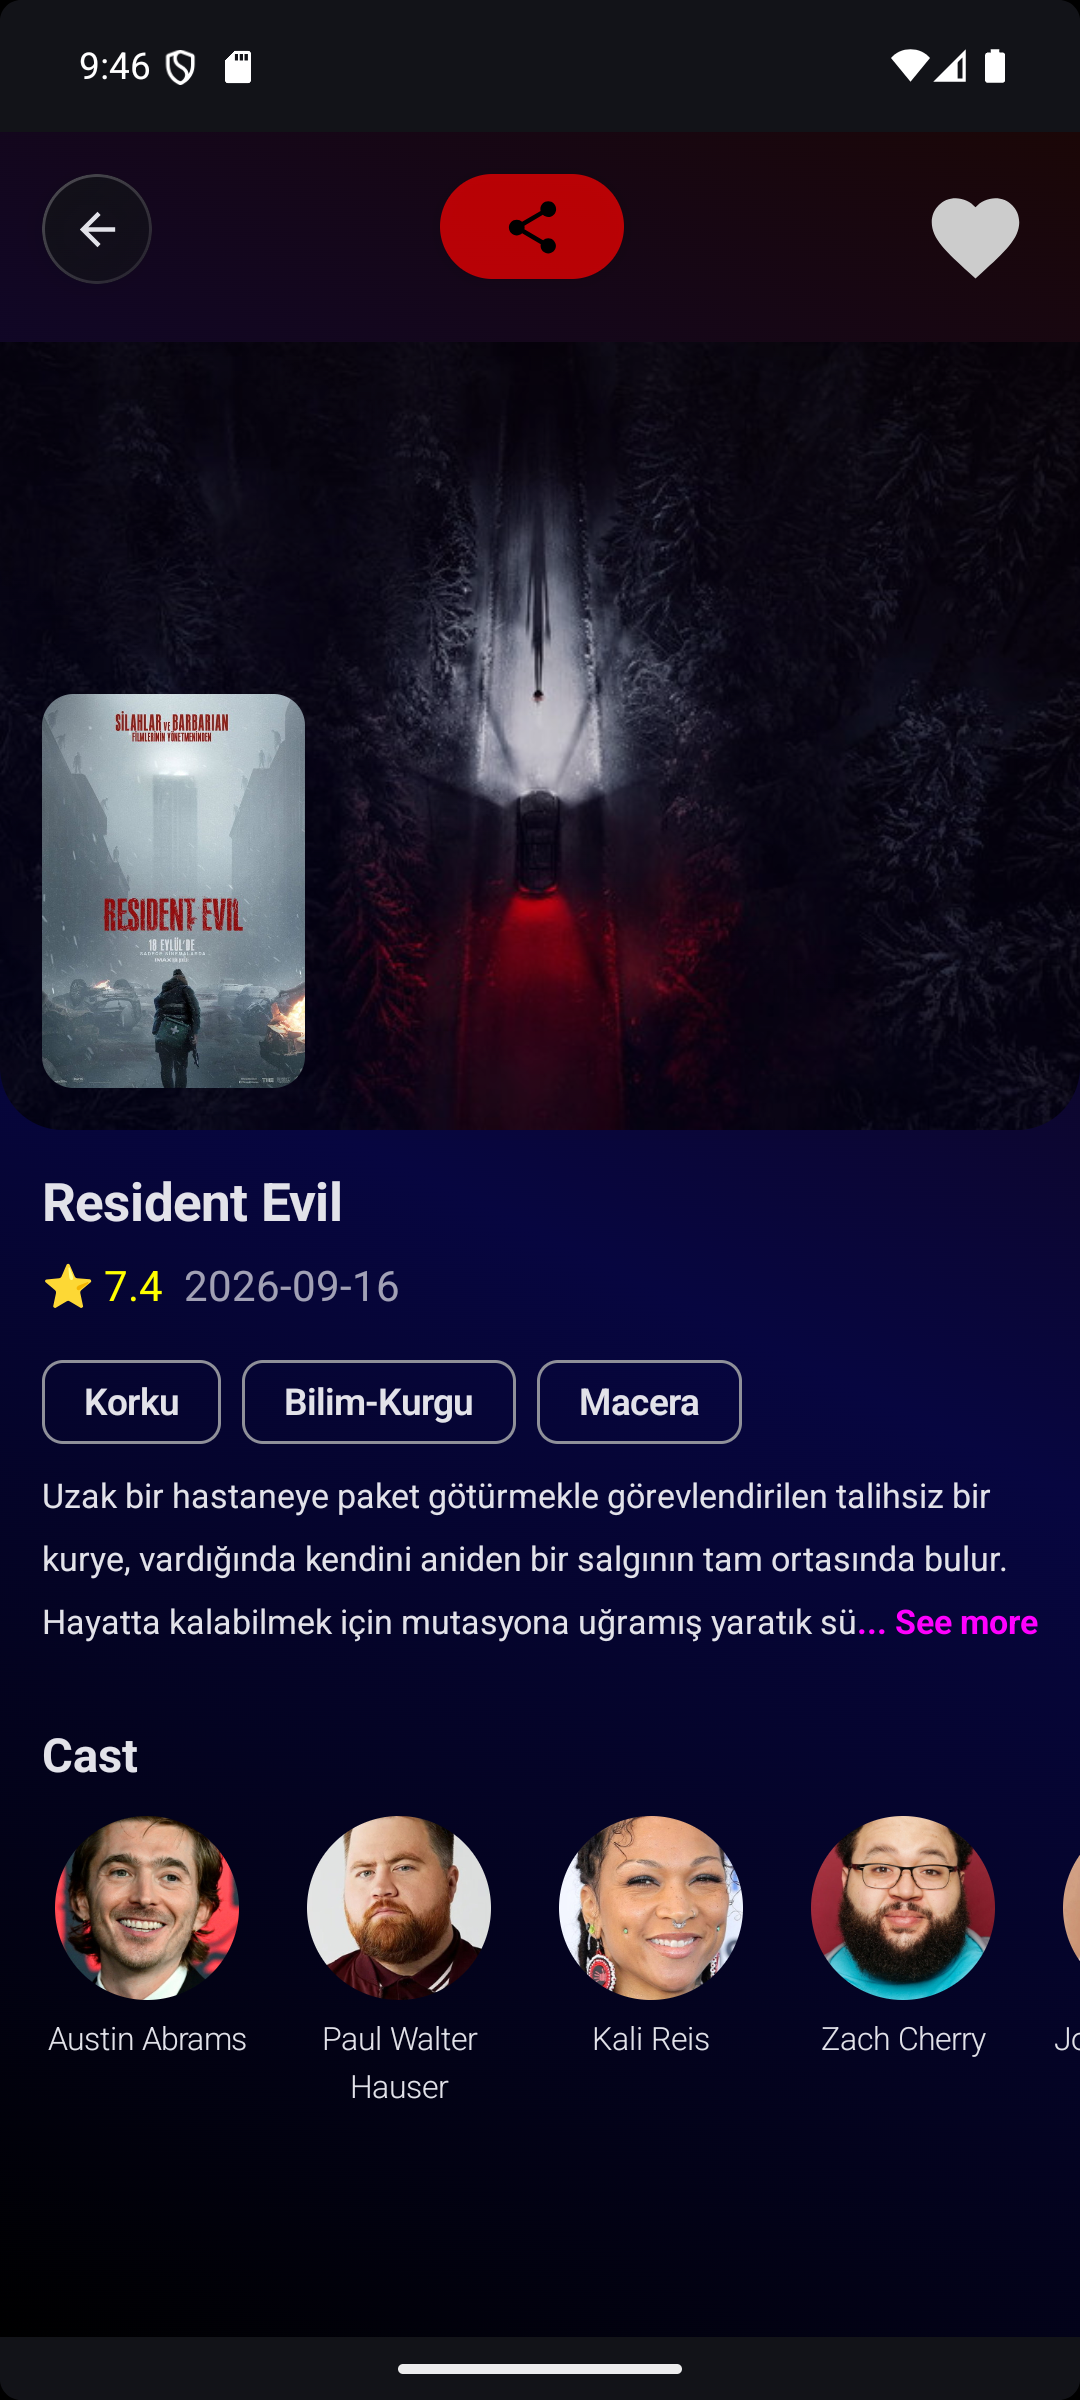 9:46
SİLAHLAR VE BARBARIAN
FİLMLERİNİN YÖNETMENİNDEN
RESIDENT EVIL
18 EYLÜL'DE
Resident Evil
7.4 2026-09-16
Korku Bilim-Kurgu Macera
Uzak bir hastaneye paket götürmekle görevlendirilen talihsiz bir
kurye, vardığında kendini aniden bir salgının tam ortasında bulur.
Hayatta kalabilmek için mutasyona uğramış yaratık sü... See more
Cast
Austin Abrams Paul Walter Hauser Kali Reis Zach Cherry Jo